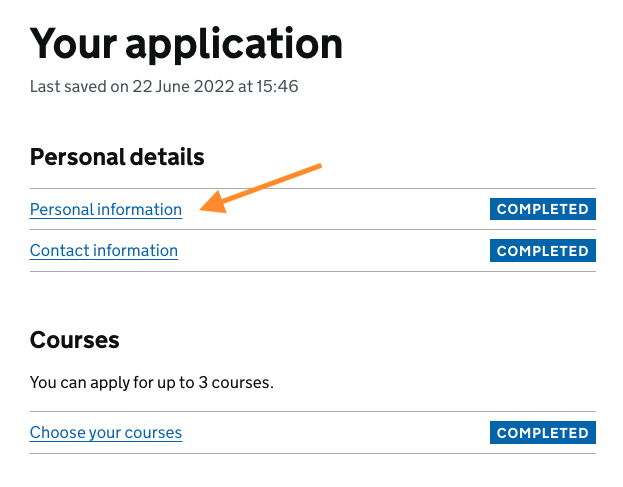 Your application
Last saved on 22 June 2022 at 15:46
Personal details
Personal information COMPLETED
Contact information COMPLETED
Courses
You can apply for up to 3 courses.
Choose your courses COMPLETED